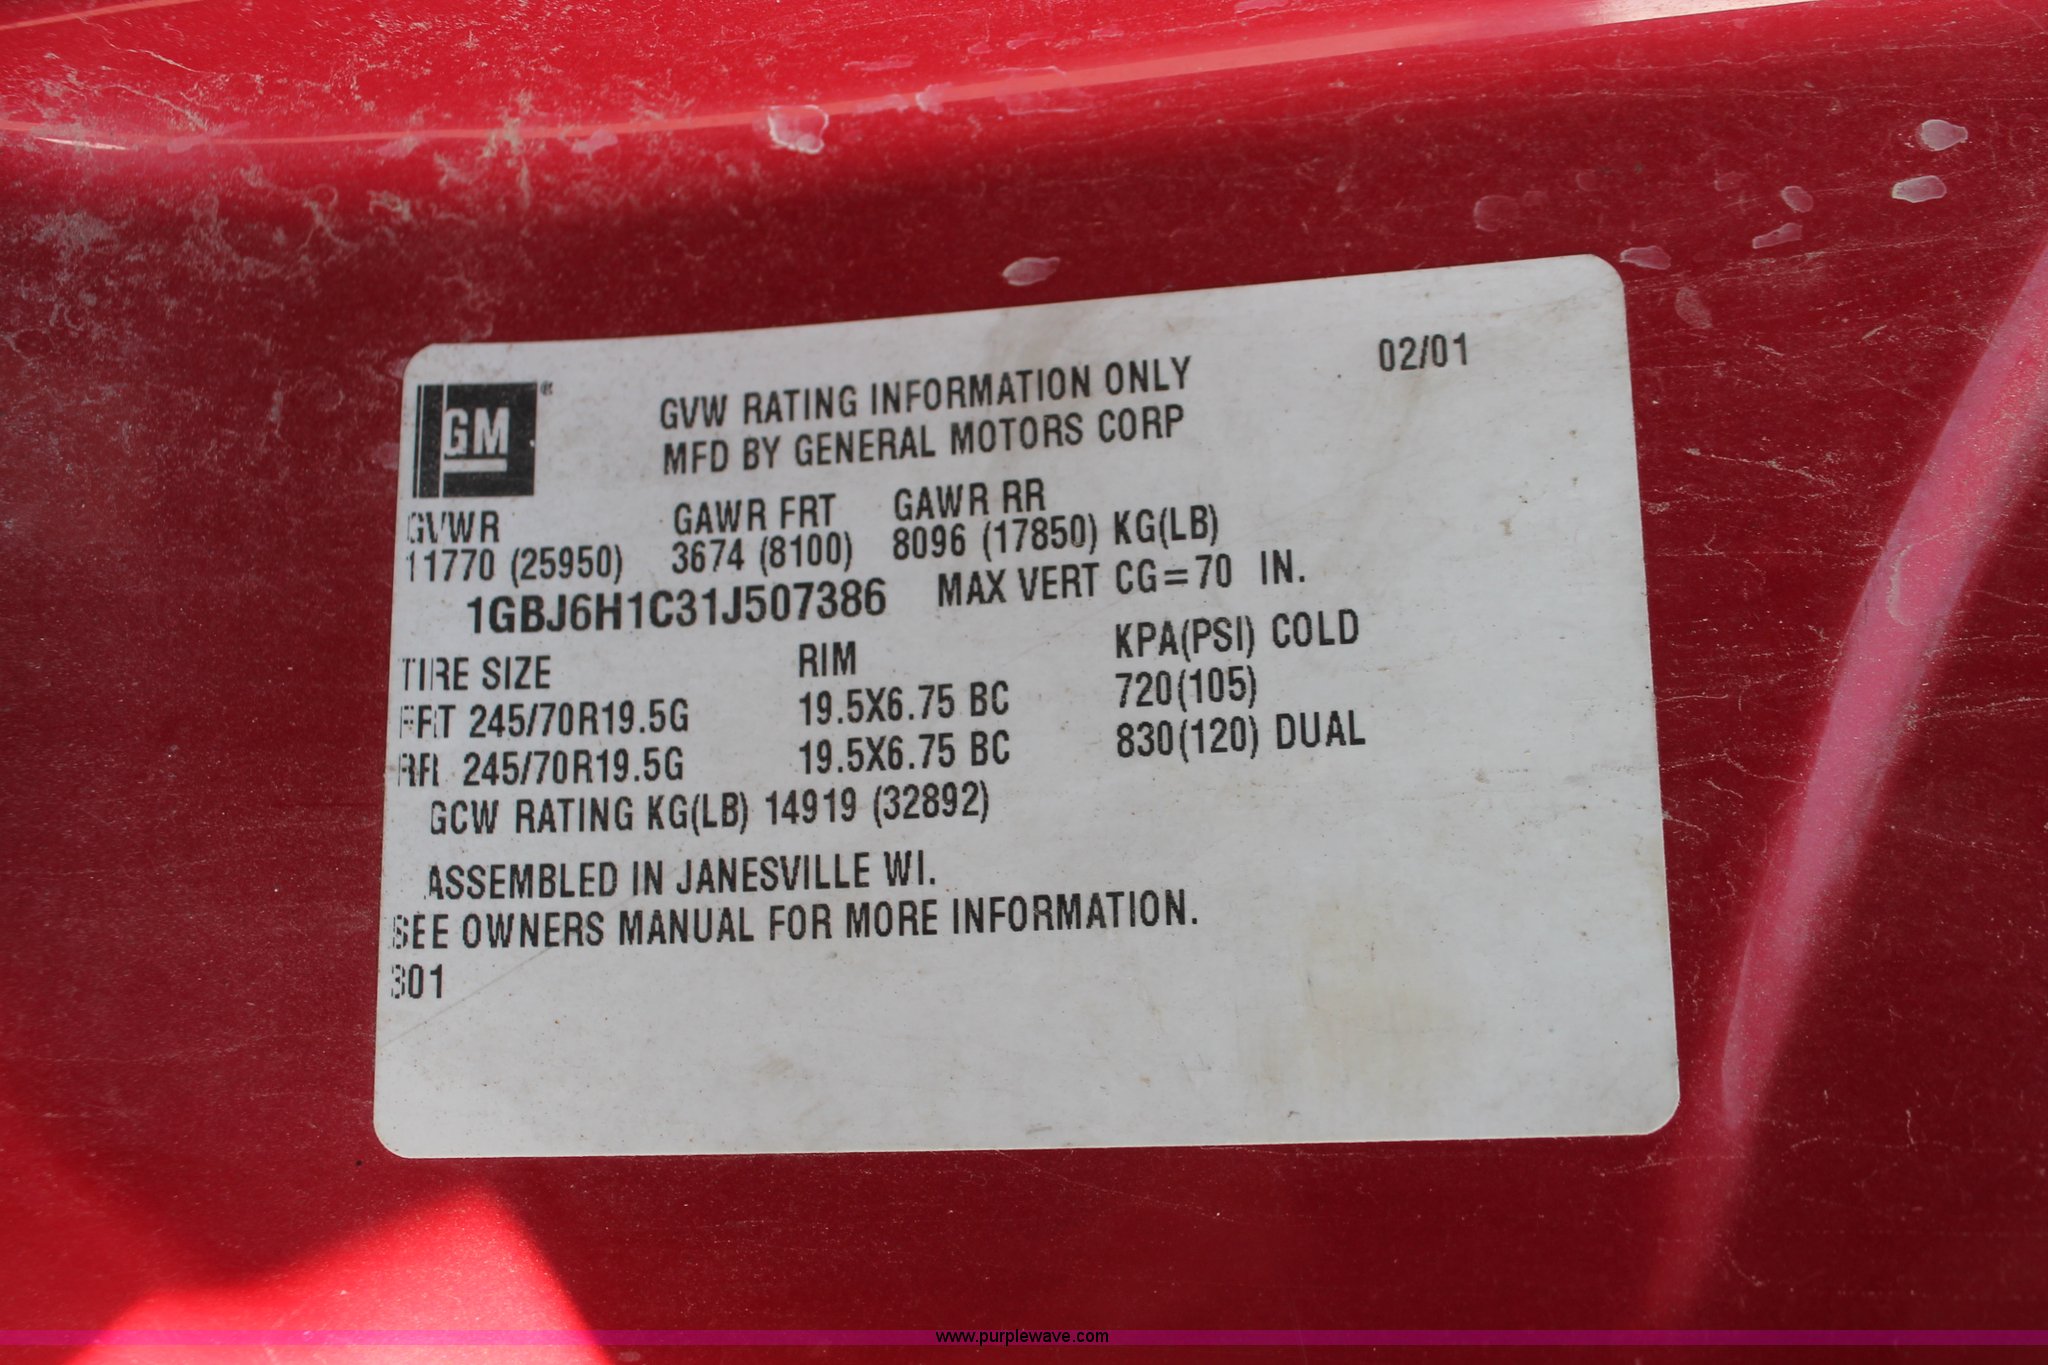 02/01
GM®
GVW RATING INFORMATION ONLY
MFD BY GENERAL MOTORS CORP
GVWR GAWR FRT GAWR RR
11770 (25950) 3674 (8100) 8096 (17850) KG(LB)
1GBJ6H1C31J507386 MAX VERT CG=70 IN.
TIRE SIZE RIM KPA(PSI) COLD
FRT 245/70R19.5G 19.5X6.75 BC 720(105)
RR 245/70R19.5G 19.5X6.75 BC 830(120) DUAL
GCW RATING KG(LB) 14919 (32892)
ASSEMBLED IN JANESVILLE WI.
SEE OWNERS MANUAL FOR MORE INFORMATION.
301
www.purplewave.com